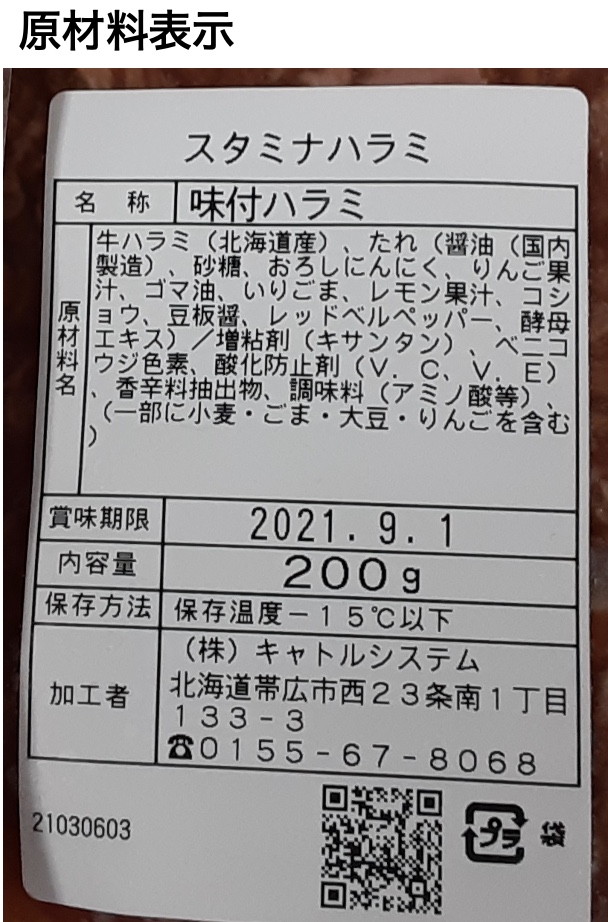 原材料表示
スタミナハラミ
名 称 味付ハラミ
原材料名
牛ハラミ（北海道産）、たれ（醤油（国内
製造）、砂糖、おろしにんにく、りんご果
汁、ゴマ油、いりごま、レモン果汁、コシ
ョウ、豆板醤、レッドベルペッパー、酵母
エキス）／増粘剤（キサンタン）、ベニコ
ウジ色素、酸化防止剤（Ｖ．Ｃ、Ｖ．Ｅ）
、香辛料抽出物、調味料（アミノ酸等）、
（一部に小麦・ごま・大豆・りんごを含む
）
賞味期限 2021.9.1
内容量 200g
保存方法 保存温度－１５℃以下
加工者
（株）キャトルシステム
北海道帯広市西２３条南１丁目
１３３－３
☎０１５５－６７－８０６８
21030603
プラ 袋